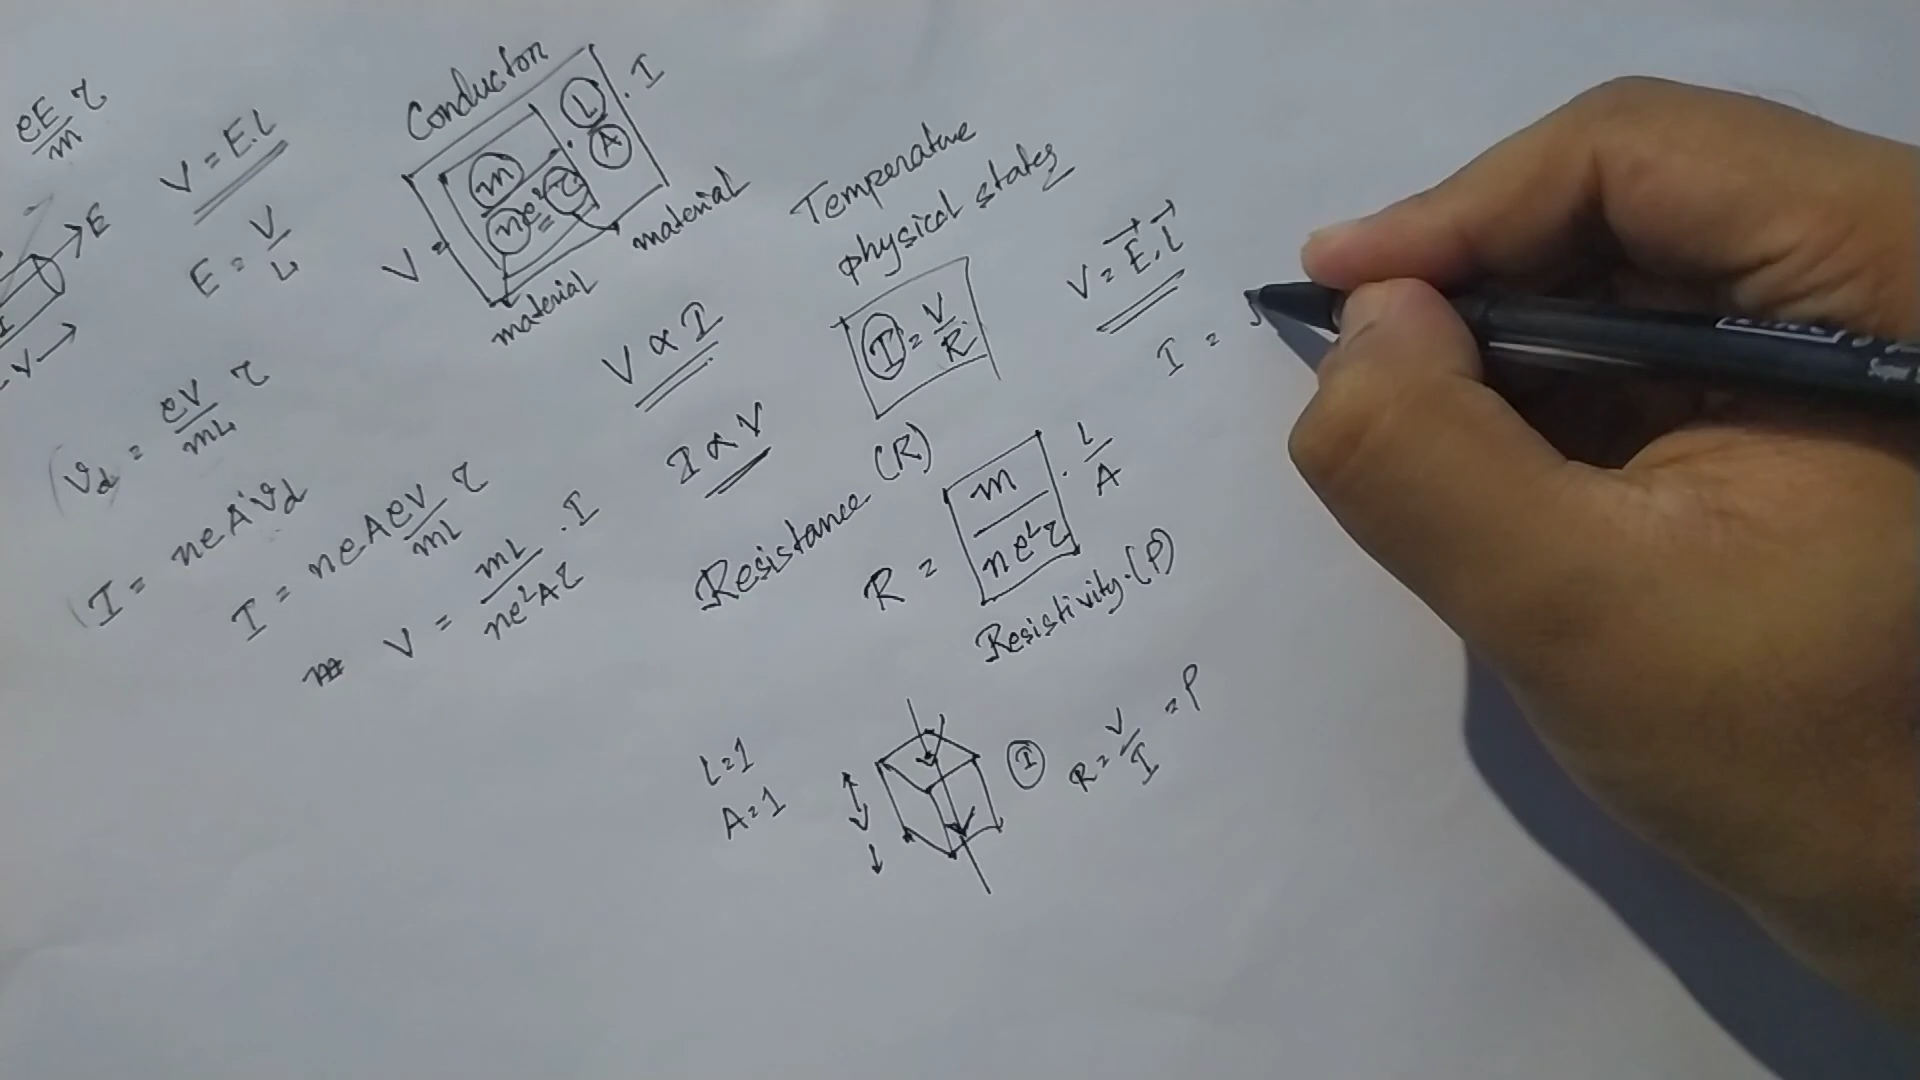 eE/m τ
V = E.L
E = V/L
→E
I
V→
v_d = eV/mL τ
I = neAv_d
I = neA eV/mL τ
V = mL/ne²Aτ . I
Conductor
V = m/ne²τ . L/A . I
material
material
V ∝ I
I ∝ V
Temperature
physical states
I = V/R
Resistance (R)
R = m/ne²τ . L/A
Resistivity.(ρ)
V = E⃗.L⃗
I =
L=1
A=1
I
R = V/I = ρ